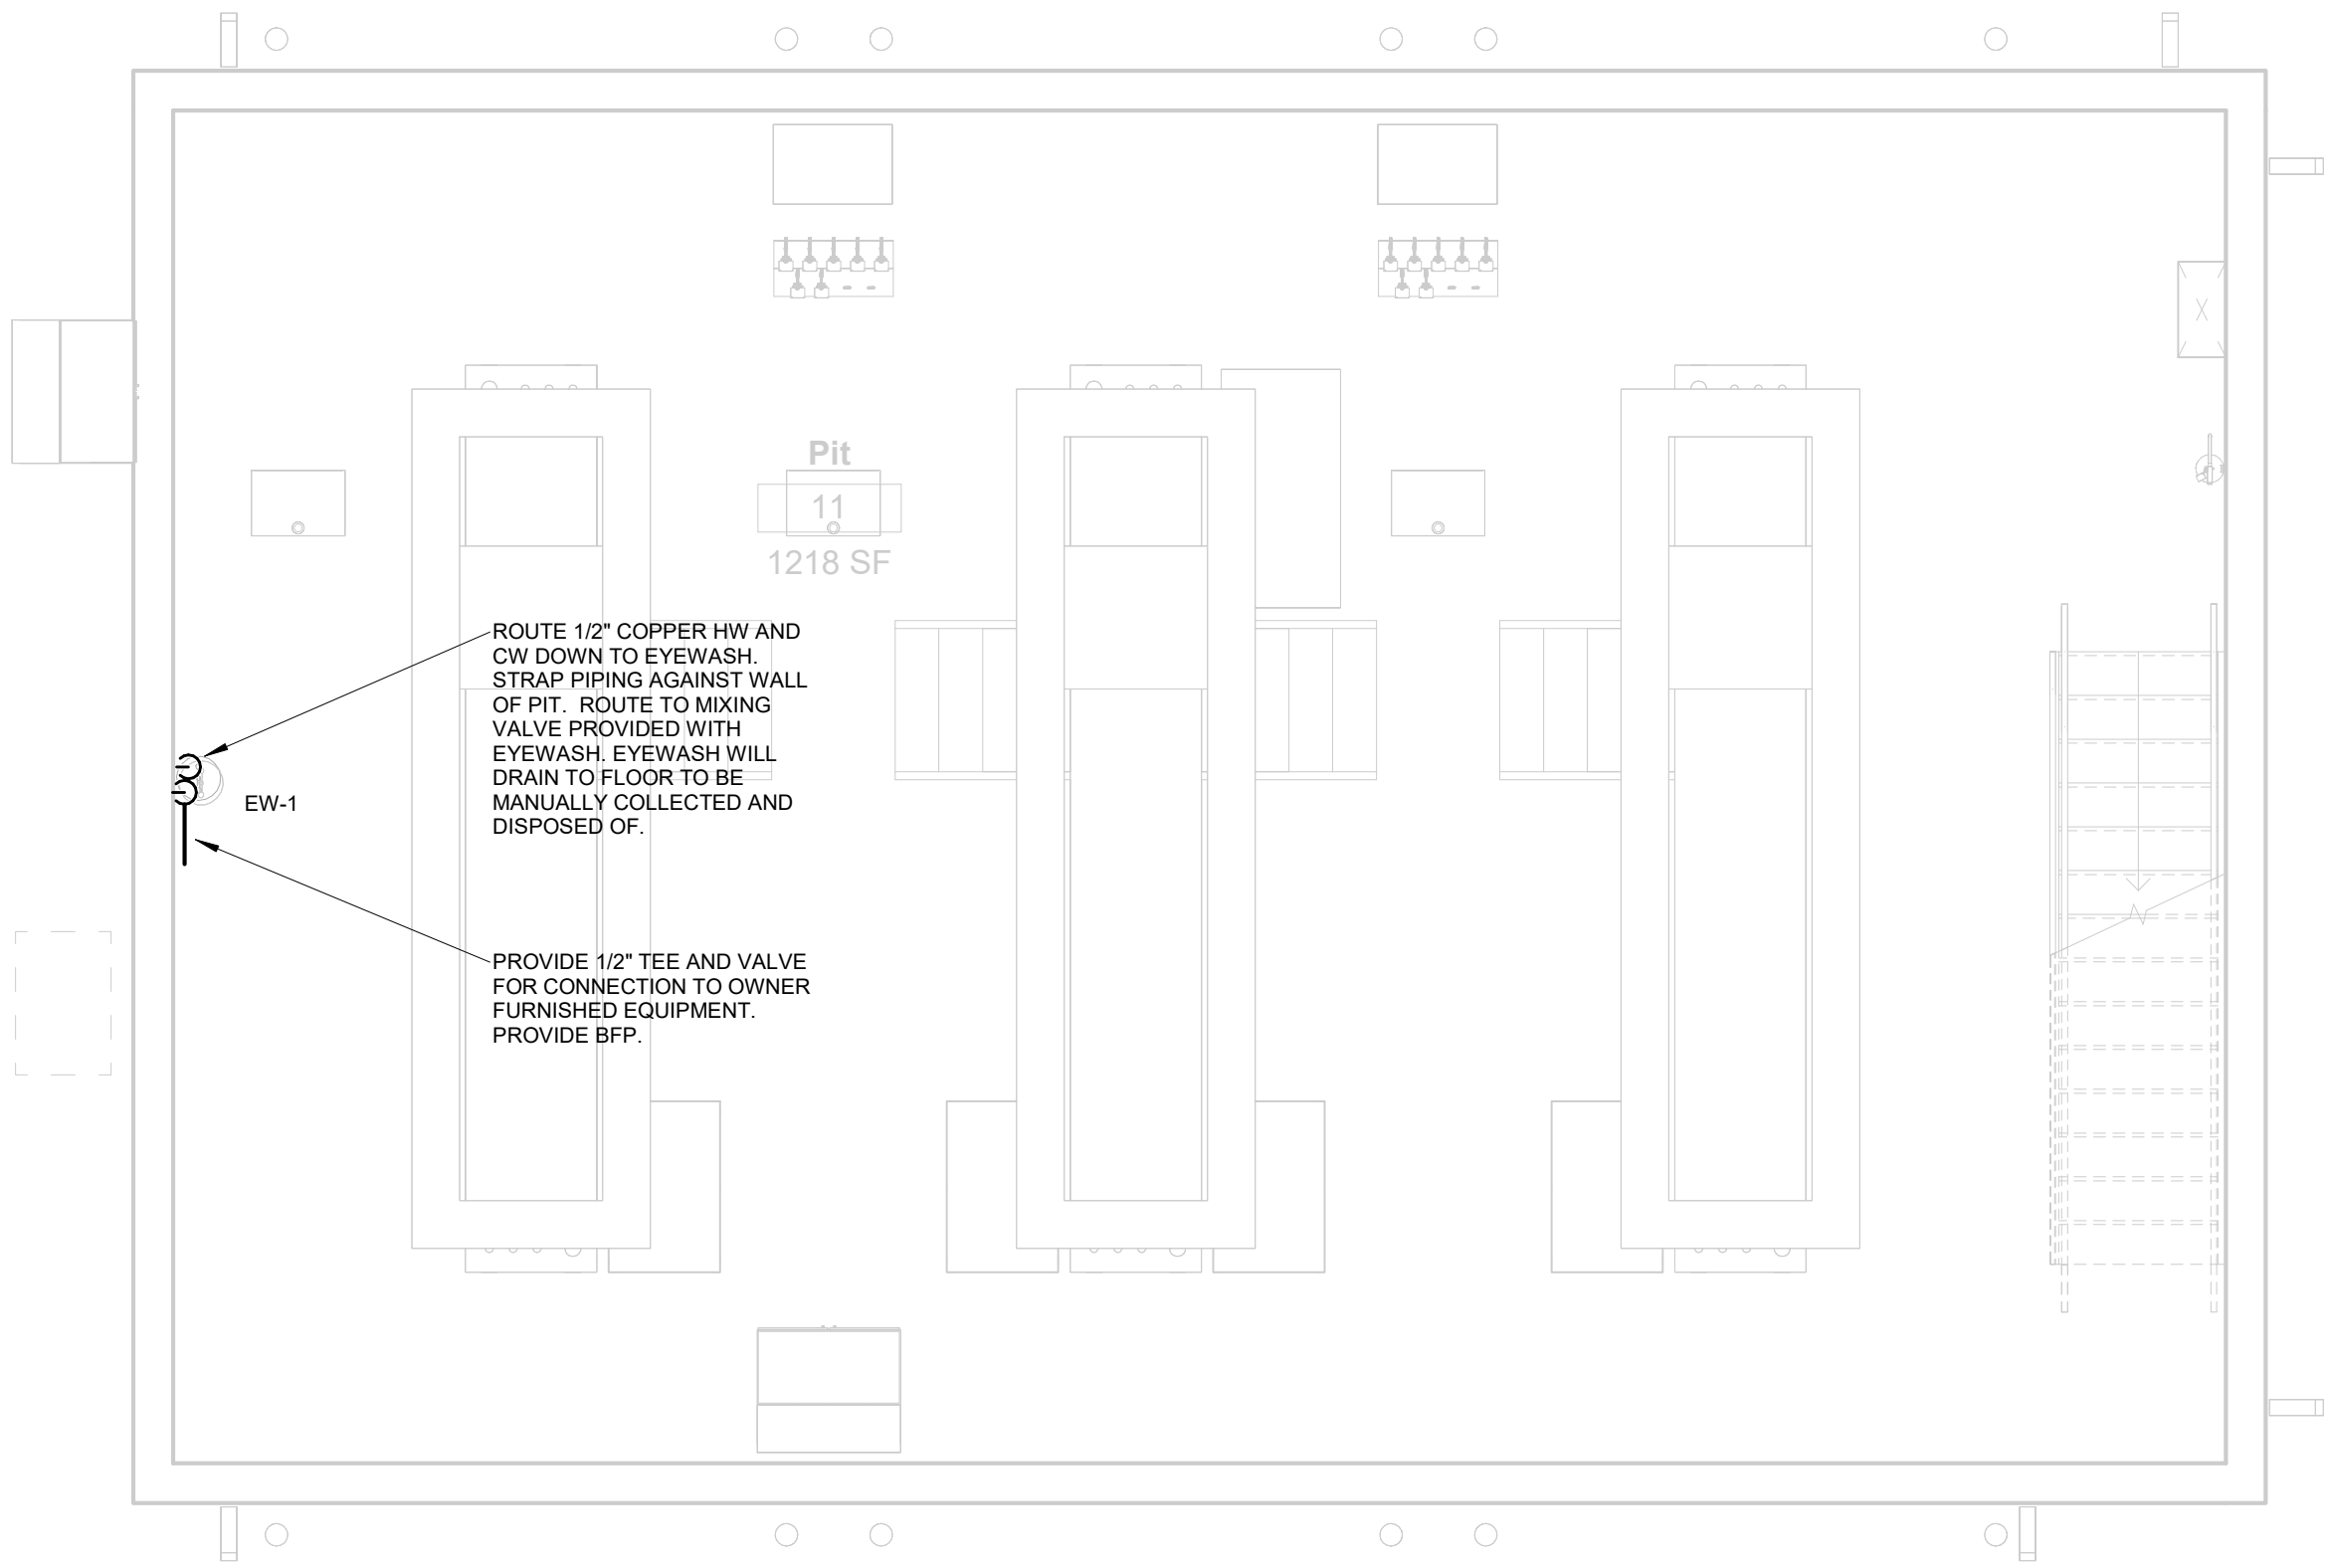 Pit
11
1218 SF
ROUTE 1/2" COPPER HW AND
CW DOWN TO EYEWASH.
STRAP PIPING AGAINST WALL
OF PIT.  ROUTE TO MIXING
VALVE PROVIDED WITH
EYEWASH. EYEWASH WILL
DRAIN TO FLOOR TO BE
MANUALLY COLLECTED AND
DISPOSED OF.
EW-1
PROVIDE 1/2" TEE AND VALVE
FOR CONNECTION TO OWNER
FURNISHED EQUIPMENT.
PROVIDE BFP.